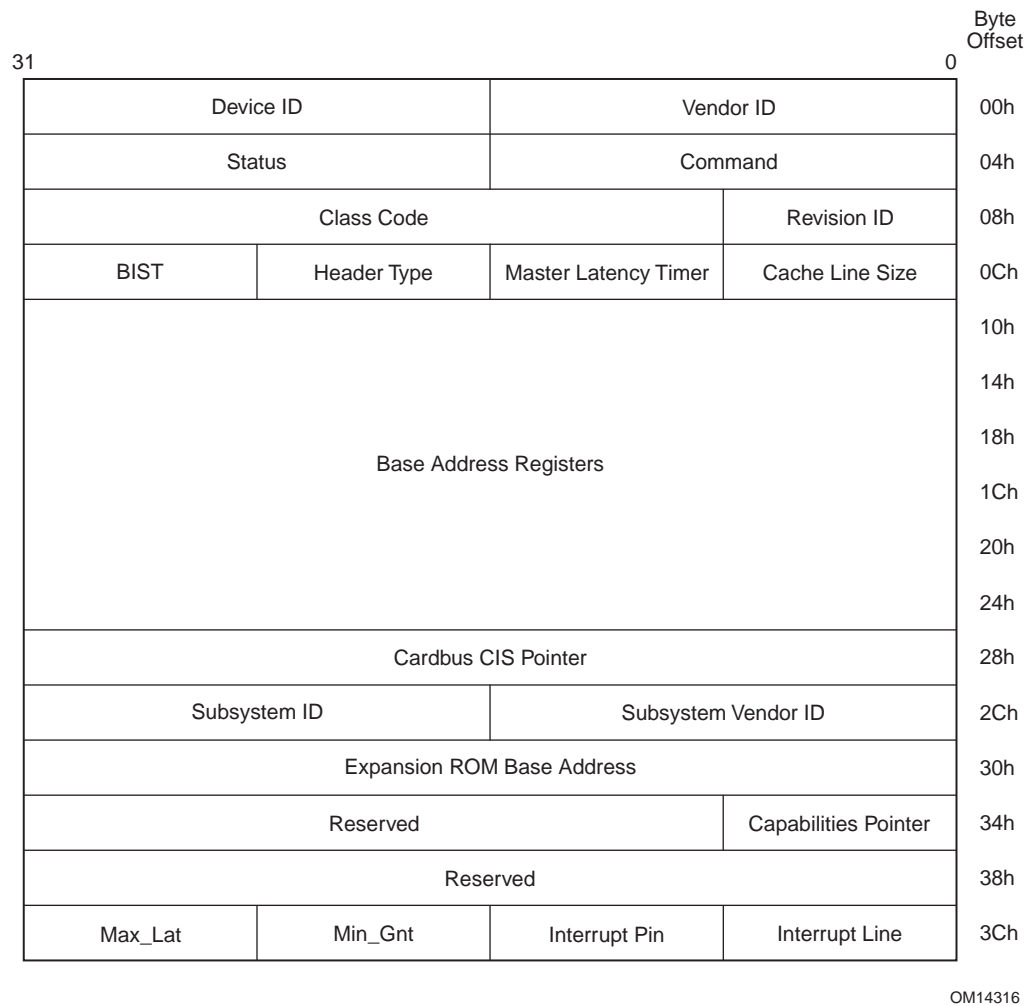 Byte
Offset
31 0
Device ID Vendor ID 00h
Status Command 04h
Class Code Revision ID 08h
BIST Header Type Master Latency Timer Cache Line Size 0Ch
10h
14h
18h
Base Address Registers
1Ch
20h
24h
Cardbus CIS Pointer 28h
Subsystem ID Subsystem Vendor ID 2Ch
Expansion ROM Base Address 30h
Reserved Capabilities Pointer 34h
Reserved 38h
Max_Lat Min_Gnt Interrupt Pin Interrupt Line 3Ch
OM14316